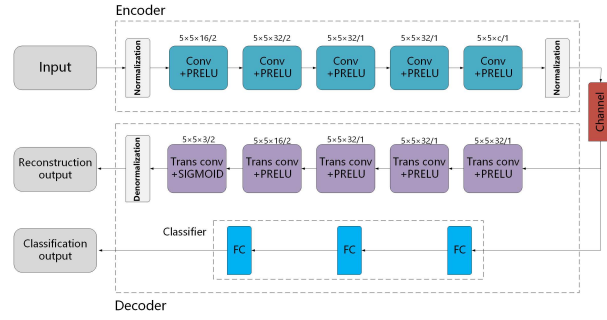 Encoder
5×5×16/2 5×5×32/2 5×5×32/1 5×5×32/1 5×5×c/1
Input
Normalization
Conv
+PRELU
Conv
+PRELU
Conv
+PRELU
Conv
+PRELU
Conv
+PRELU
Normalization
Channel
5×5×3/2 5×5×16/2 5×5×32/1 5×5×32/1 5×5×32/1
Reconstruction
output
Denormalization
Trans conv
+SIGMOID
Trans conv
+PRELU
Trans conv
+PRELU
Trans conv
+PRELU
Trans conv
+PRELU
Classifier
Classification
output
FC
FC
FC
Decoder